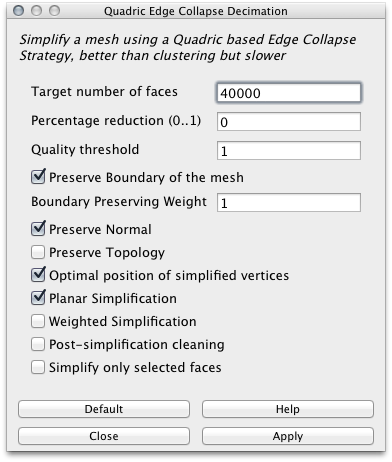 Quadric Edge Collapse Decimation
Simplify a mesh using a Quadric based Edge Collapse
Strategy, better than clustering but slower
Target number of faces 40000
Percentage reduction (0..1) 0
Quality threshold 1
Preserve Boundary of the mesh
Boundary Preserving Weight 1
Preserve Normal
Preserve Topology
Optimal position of simplified vertices
Planar Simplification
Weighted Simplification
Post-simplification cleaning
Simplify only selected faces
Default Help
Close Apply